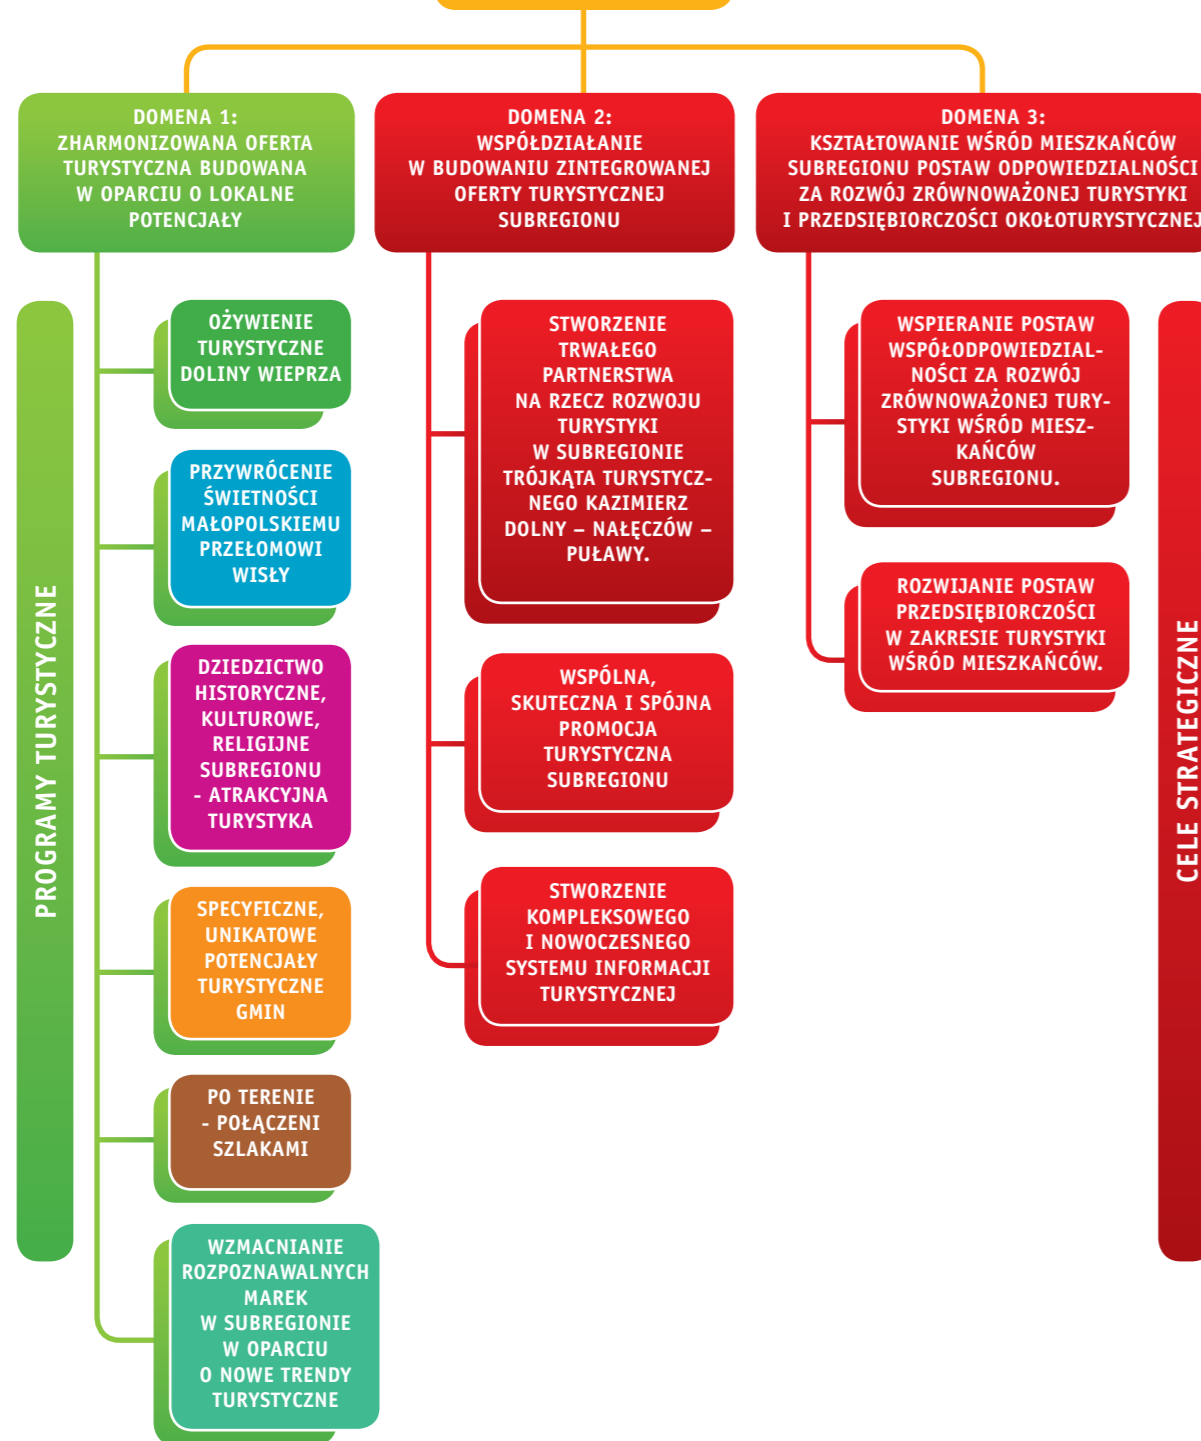 DOMENA 1:
ZHARMONIZOWANA OFERTA
TURYSTYCZNA BUDOWANA
W OPARCIU O LOKALNE
POTENCJAŁY
DOMENA 2:
WSPÓŁDZIAŁANIE
W BUDOWANIU ZINTEGROWANEJ
OFERTY TURYSTYCZNEJ
SUBREGIONU
DOMENA 3:
KSZTAŁTOWANIE WŚRÓD MIESZKAŃCÓW
SUBREGIONU POSTAW ODPOWIEDZIALNOŚCI
ZA ROZWÓJ ZRÓWNOWAŻONEJ TURYSTYKI
I PRZEDSIĘBIORCZOŚCI OKOŁOTURYSTYCZNEJ
PROGRAMY TURYSTYCZNE
OŻYWIENIE
TURYSTYCZNE
DOLINY WIEPRZA
PRZYWRÓCENIE
ŚWIETNOŚCI
MAŁOPOLSKIEMU
PRZEŁOMOWI
WISŁY
DZIEDZICTWO
HISTORYCZNE,
KULTUROWE,
RELIGIJNE
SUBREGIONU
- ATRAKCYJNA
TURYSTYKA
SPECYFICZNE,
UNIKATOWE
POTENCJAŁY
TURYSTYCZNE
GMIN
PO TERENIE
- POŁĄCZENI
SZLAKAMI
WZMACNIANIE
ROZPOZNAWALNYCH
MAREK
W SUBREGIONIE
W OPARCIU
O NOWE TRENDY
TURYSTYCZNE
STWORZENIE
TRWAŁEGO
PARTNERSTWA
NA RZECZ ROZWOJU
TURYSTYKI
W SUBREGIONIE
TRÓJKĄTA TURYSTYCZ-
NEGO KAZIMIERZ
DOLNY – NAŁĘCZÓW –
PUŁAWY.
WSPÓLNA,
SKUTECZNA I SPÓJNA
PROMOCJA
TURYSTYCZNA
SUBREGIONU
STWORZENIE
KOMPLEKSOWEGO
I NOWOCZESNEGO
SYSTEMU INFORMACJI
TURYSTYCZNEJ
WSPIERANIE POSTAW
WSPÓŁODPOWIEDZIAL-
NOŚCI ZA ROZWÓJ
ZRÓWNOWAŻONEJ TURY-
STYKI WŚRÓD MIESZ-
KAŃCÓW
SUBREGIONU.
ROZWIJANIE POSTAW
PRZEDSIĘBIORCZOŚCI
W ZAKRESIE TURYSTYKI
WŚRÓD MIESZKAŃCÓW.
CELE STRATEGICZNE